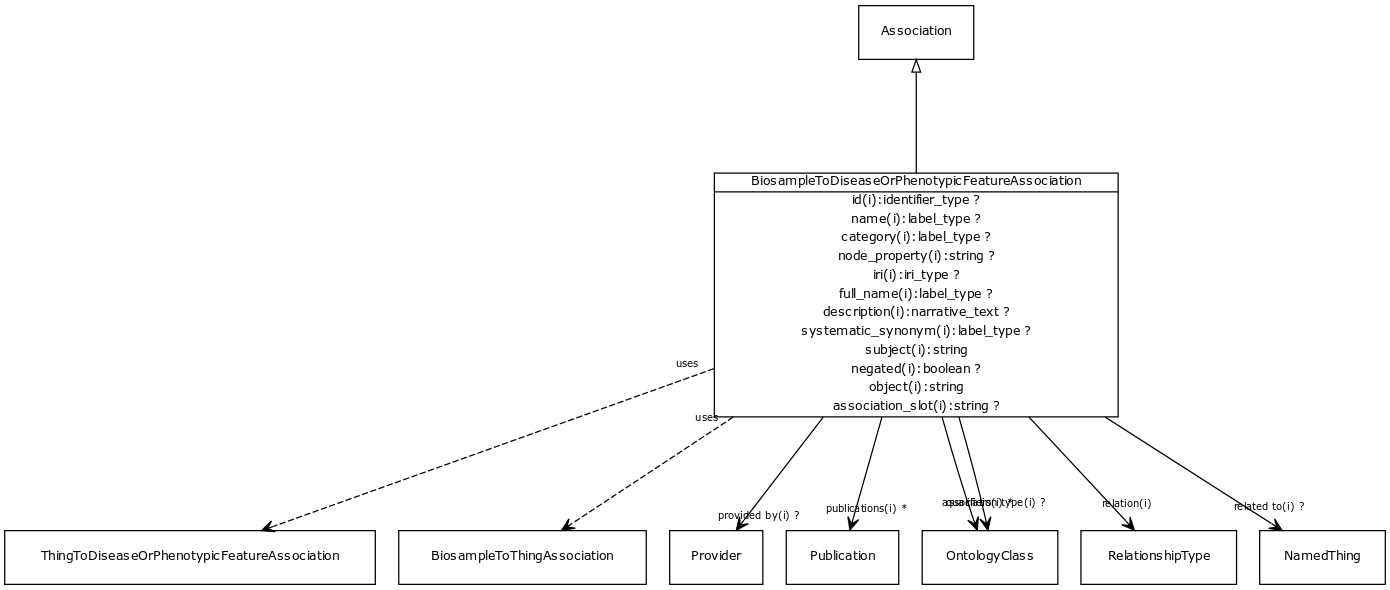 Association
BiosampleToDiseaseOrPhenotypicFeatureAssociation
id(i):identifier_type ?
name(i):label_type ?
category(i):label_type ?
node_property(i):string ?
iri(i):iri_type ?
full_name(i):label_type ?
description(i):narrative_text ?
systematic_synonym(i):label_type ?
subject(i):string
negated(i):boolean ?
object(i):string
association_slot(i):string ?
uses
uses
provided by(i) ?
publications(i) *
relation(i)
related to(i) ?
ThingToDiseaseOrPhenotypicFeatureAssociation
BiosampleToThingAssociation
Provider
Publication
OntologyClass
RelationshipType
NamedThing